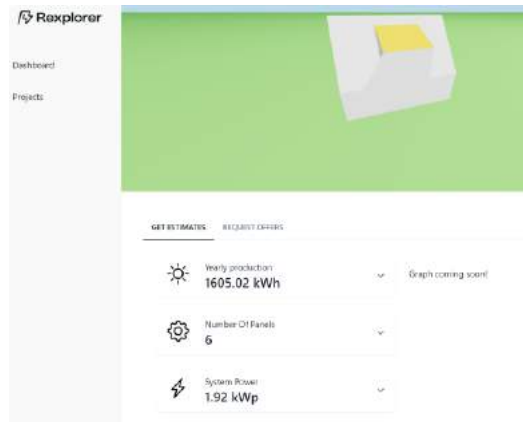 Rexplorer
Dashboard
Projects
GET ESTIMATES
REQUEST OFFERS
Yearly production
1605.02 kWh
Graph coming soon!
Number Of Panels
6
System Power
1.92 kWp